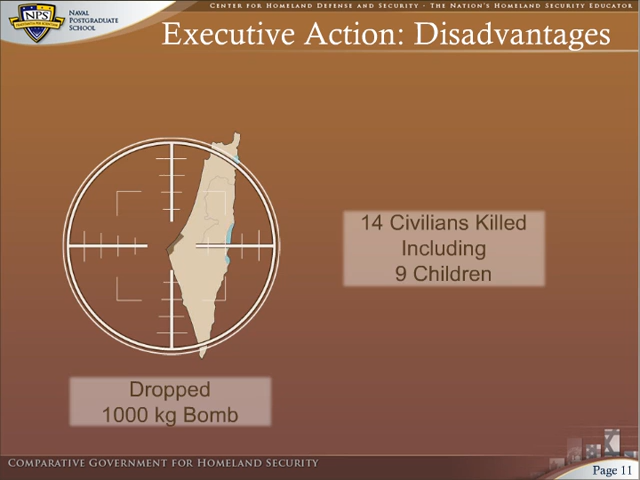 CENTER FOR HOMELAND DEFENSE AND SECURITY - THE NATION'S HOMELAND SECURITY EDUCATOR
NPS
NAVAL
POSTGRADUATE
SCHOOL
Executive Action: Disadvantages
14 Civilians Killed
Including
9 Children
Dropped
1000 kg Bomb
COMPARATIVE GOVERNMENT FOR HOMELAND SECURITY
Page 11